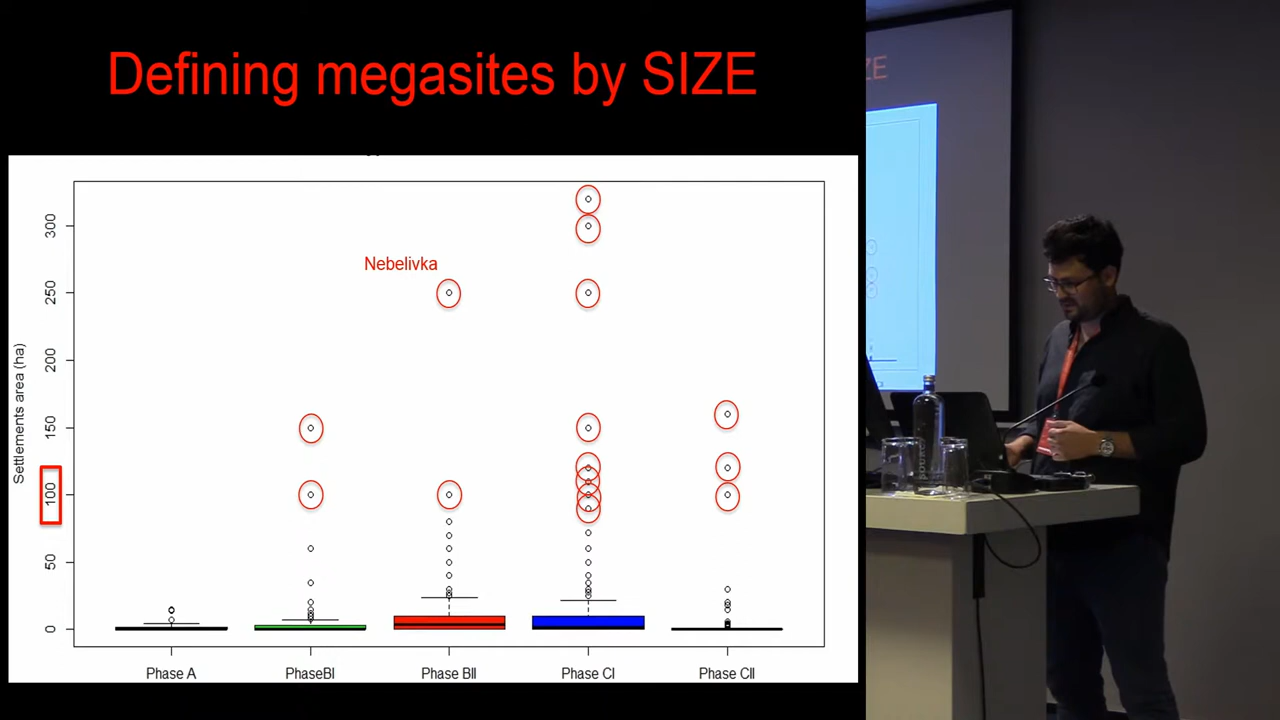 Defining megasites by SIZE
Settlements area (ha)
300
250
200
150
100
50
0
Nebelivka
Phase A
PhaseBI
Phase BII
Phase CI
Phase CII
ZE